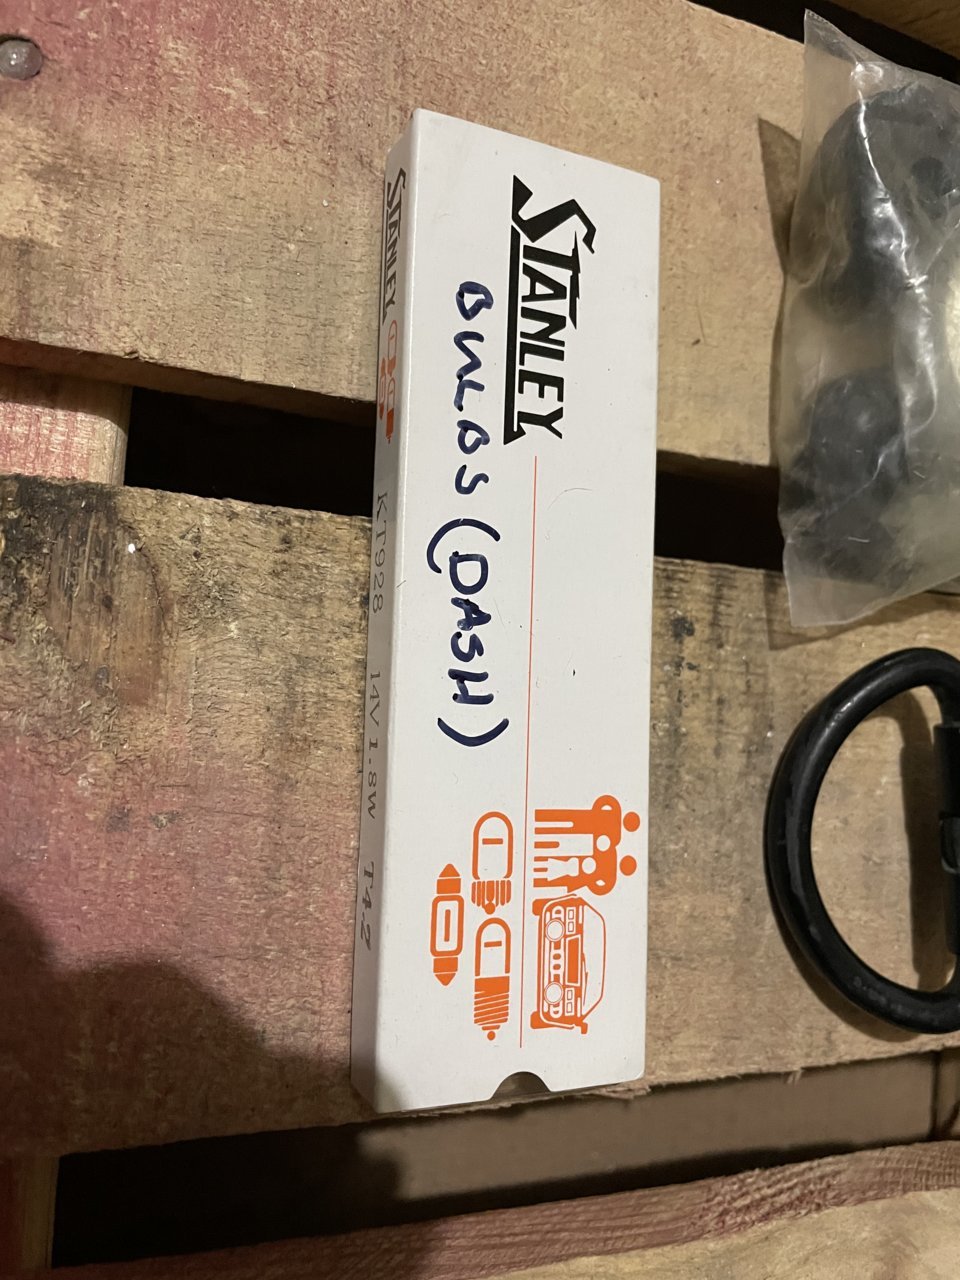 STANLEY
BULBS (DASH)
STANLEY
KT928 14V 1.8W T4.2